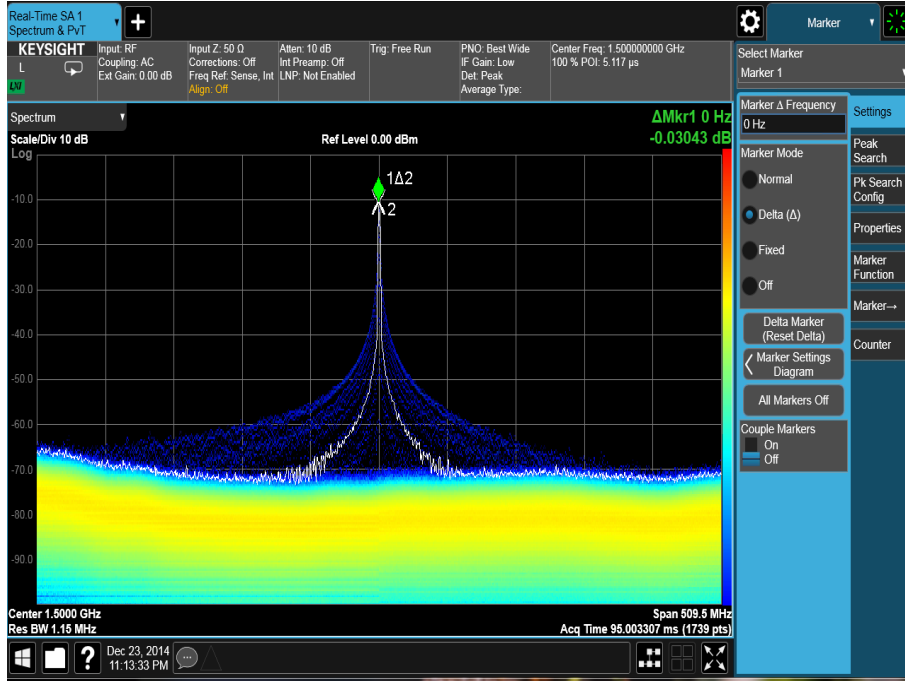 Real-Time SA 1
Spectrum & PvT
Marker
KEYSIGHT
L
LXI
Input: RF
Coupling: AC
Ext Gain: 0.00 dB
Input Z: 50 Ω
Corrections: Off
Freq Ref: Sense, Int
Align: Off
Atten: 10 dB
Int Preamp: Off
LNP: Not Enabled
Trig: Free Run
PNO: Best Wide
IF Gain: Low
Det: Peak
Average Type:
Center Freq: 1.500000000 GHz
100 % POI: 5.117 µs
Select Marker
Marker 1
Spectrum
Scale/Div 10 dB
Ref Level 0.00 dBm
ΔMkr1 0 Hz
-0.03043 dB
Log
1Δ2
2
-10.0
-20.0
-30.0
-40.0
-50.0
-60.0
-70.0
-80.0
-90.0
Center 1.5000 GHz
Res BW 1.15 MHz
Span 509.5 MHz
Acq Time 95.003307 ms (1739 pts)
Marker Δ Frequency
0 Hz
Marker Mode
Normal
Delta (Δ)
Fixed
Off
Delta Marker
(Reset Delta)
Marker Settings
Diagram
All Markers Off
Couple Markers
On
Off
Settings
Peak
Search
Pk Search
Config
Properties
Marker
Function
Marker→
Counter
?
Dec 23, 2014
11:13:33 PM